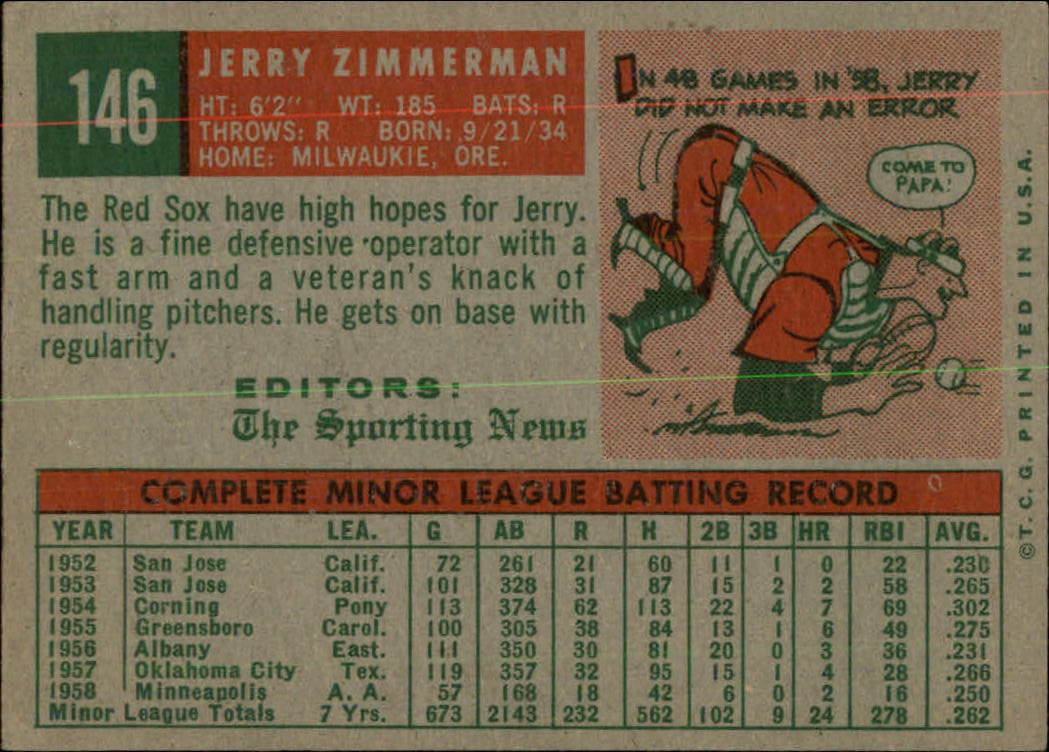 146
JERRY ZIMMERMAN
HT: 6'2" WT: 185 BATS: R
THROWS: R BORN: 9/21/34
HOME: MILWAUKIE, ORE.
The Red Sox have high hopes for Jerry.
He is a fine defensive operator with a
fast arm and a veteran's knack of
handling pitchers. He gets on base with
regularity.
EDITORS:
The Sporting News
IN 48 GAMES IN '58, JERRY
DID NOT MAKE AN ERROR
COME TO
PAPA!
COMPLETE MINOR LEAGUE BATTING RECORD
YEAR TEAM LEA. G AB R H 2B 3B HR RBI AVG.
1952 San Jose Calif. 72 261 21 60 11 1 0 22 .230
1953 San Jose Calif. 101 328 31 87 15 2 2 58 .265
1954 Corning Pony 113 374 62 113 22 4 7 69 .302
1955 Greensboro Carol. 100 305 38 84 13 1 6 49 .275
1956 Albany East. 111 350 30 81 20 0 3 36 .231
1957 Oklahoma City Tex. 119 357 32 95 15 1 4 28 .266
1958 Minneapolis A. A. 57 168 18 42 6 0 2 16 .250
Minor League Totals 7 Yrs. 673 2143 232 562 102 9 24 278 .262
©T. C. G. PRINTED IN U.S.A.